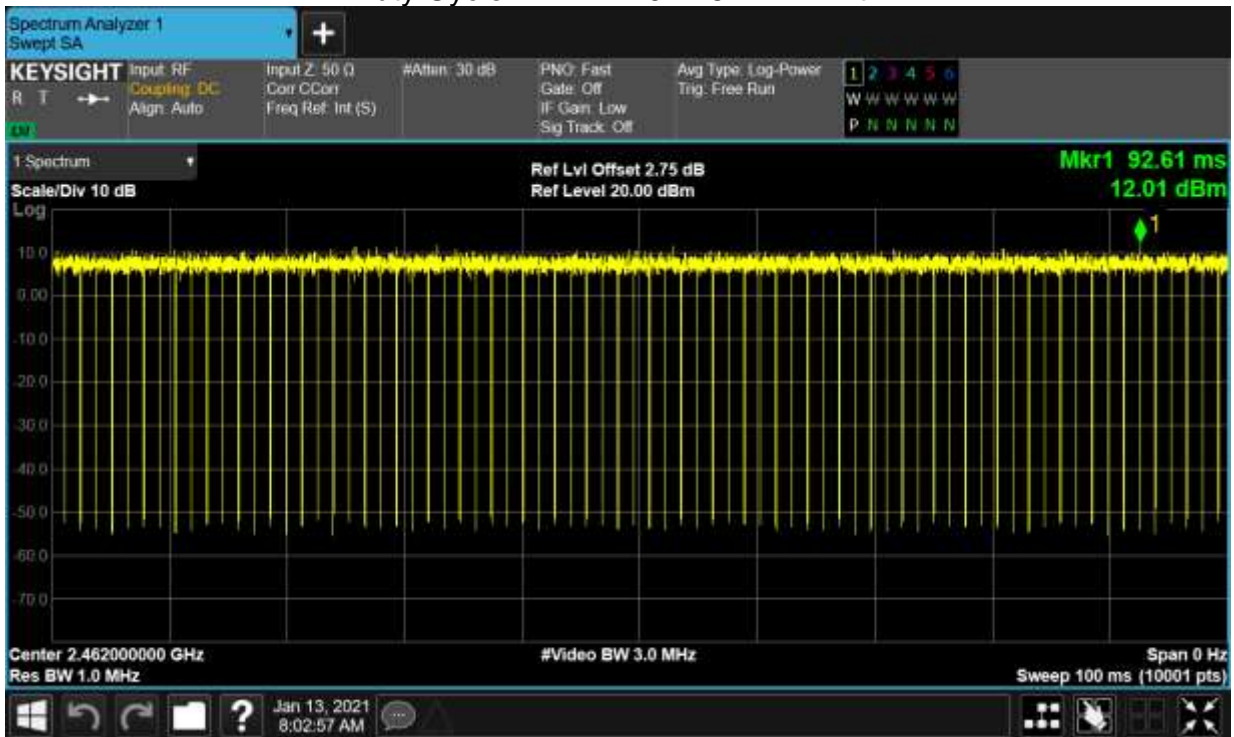 Spectrum Analyzer 1
Swept SA
+
KEYSIGHT
R T
Input: RF
Coupling: DC
Align: Auto
Input Z: 50 Ω
Corr CCorr
Freq Ref: Int (S)
#Atten: 30 dB
PNO: Fast
Gate: Off
IF Gain: Low
Sig Track: Off
Avg Type: Log-Power
Trig: Free Run
1 2 3 4 5 6
W W W W W W
P N N N N N
1 Spectrum
Scale/Div 10 dB
Log
Ref Lvl Offset 2.75 dB
Ref Level 20.00 dBm
Mkr1 92.61 ms
12.01 dBm
1
10.0
0.00
-10.0
-20.0
-30.0
-40.0
-50.0
-60.0
-70.0
Center 2.462000000 GHz
Res BW 1.0 MHz
#Video BW 3.0 MHz
Span 0 Hz
Sweep 100 ms (10001 pts)
?
Jan 13, 2021
8:02:57 AM